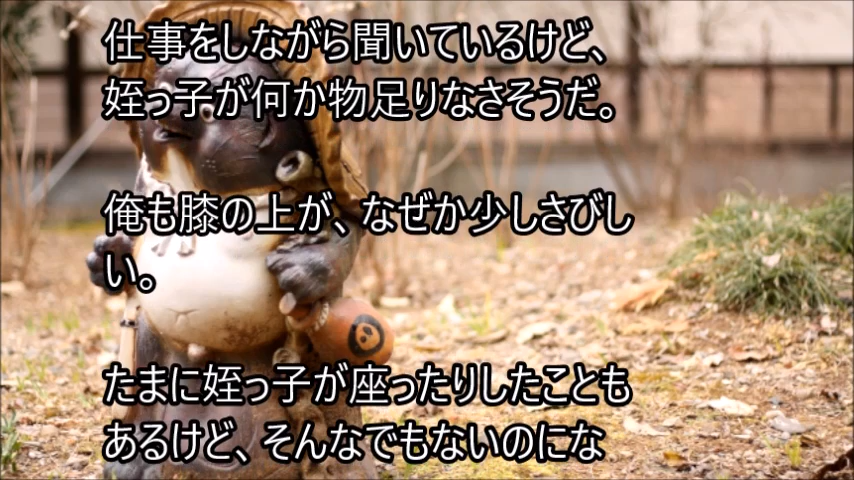 仕事をしながら聞いているけど、
姪っ子が何か物足りなさそうだ。
俺も膝の上が、なぜか少しさびし
い。
たまに姪っ子が座ったりしたことも
あるけど、そんなでもないのにな